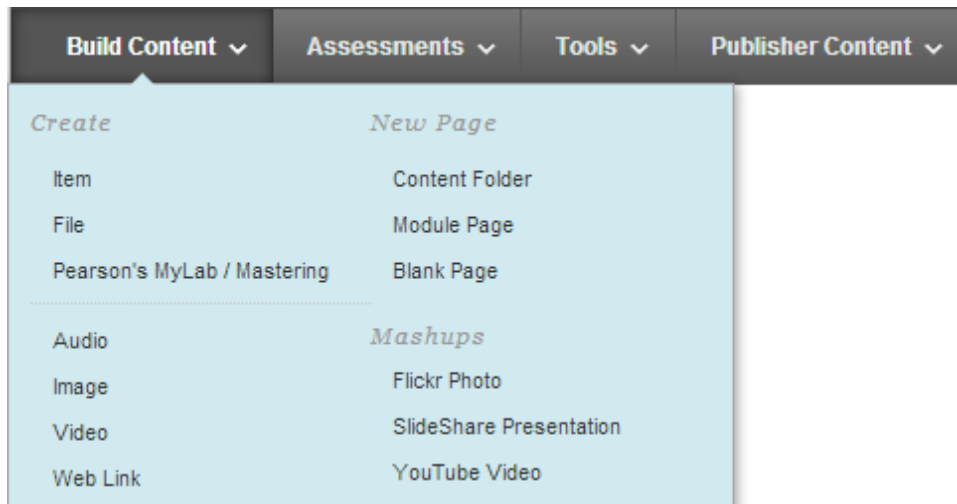 Build Content Assessments Tools Publisher Content
Create
Item
File
Pearson's MyLab / Mastering
Audio
Image
Video
Web Link
New Page
Content Folder
Module Page
Blank Page
Mashups
Flickr Photo
SlideShare Presentation
YouTube Video